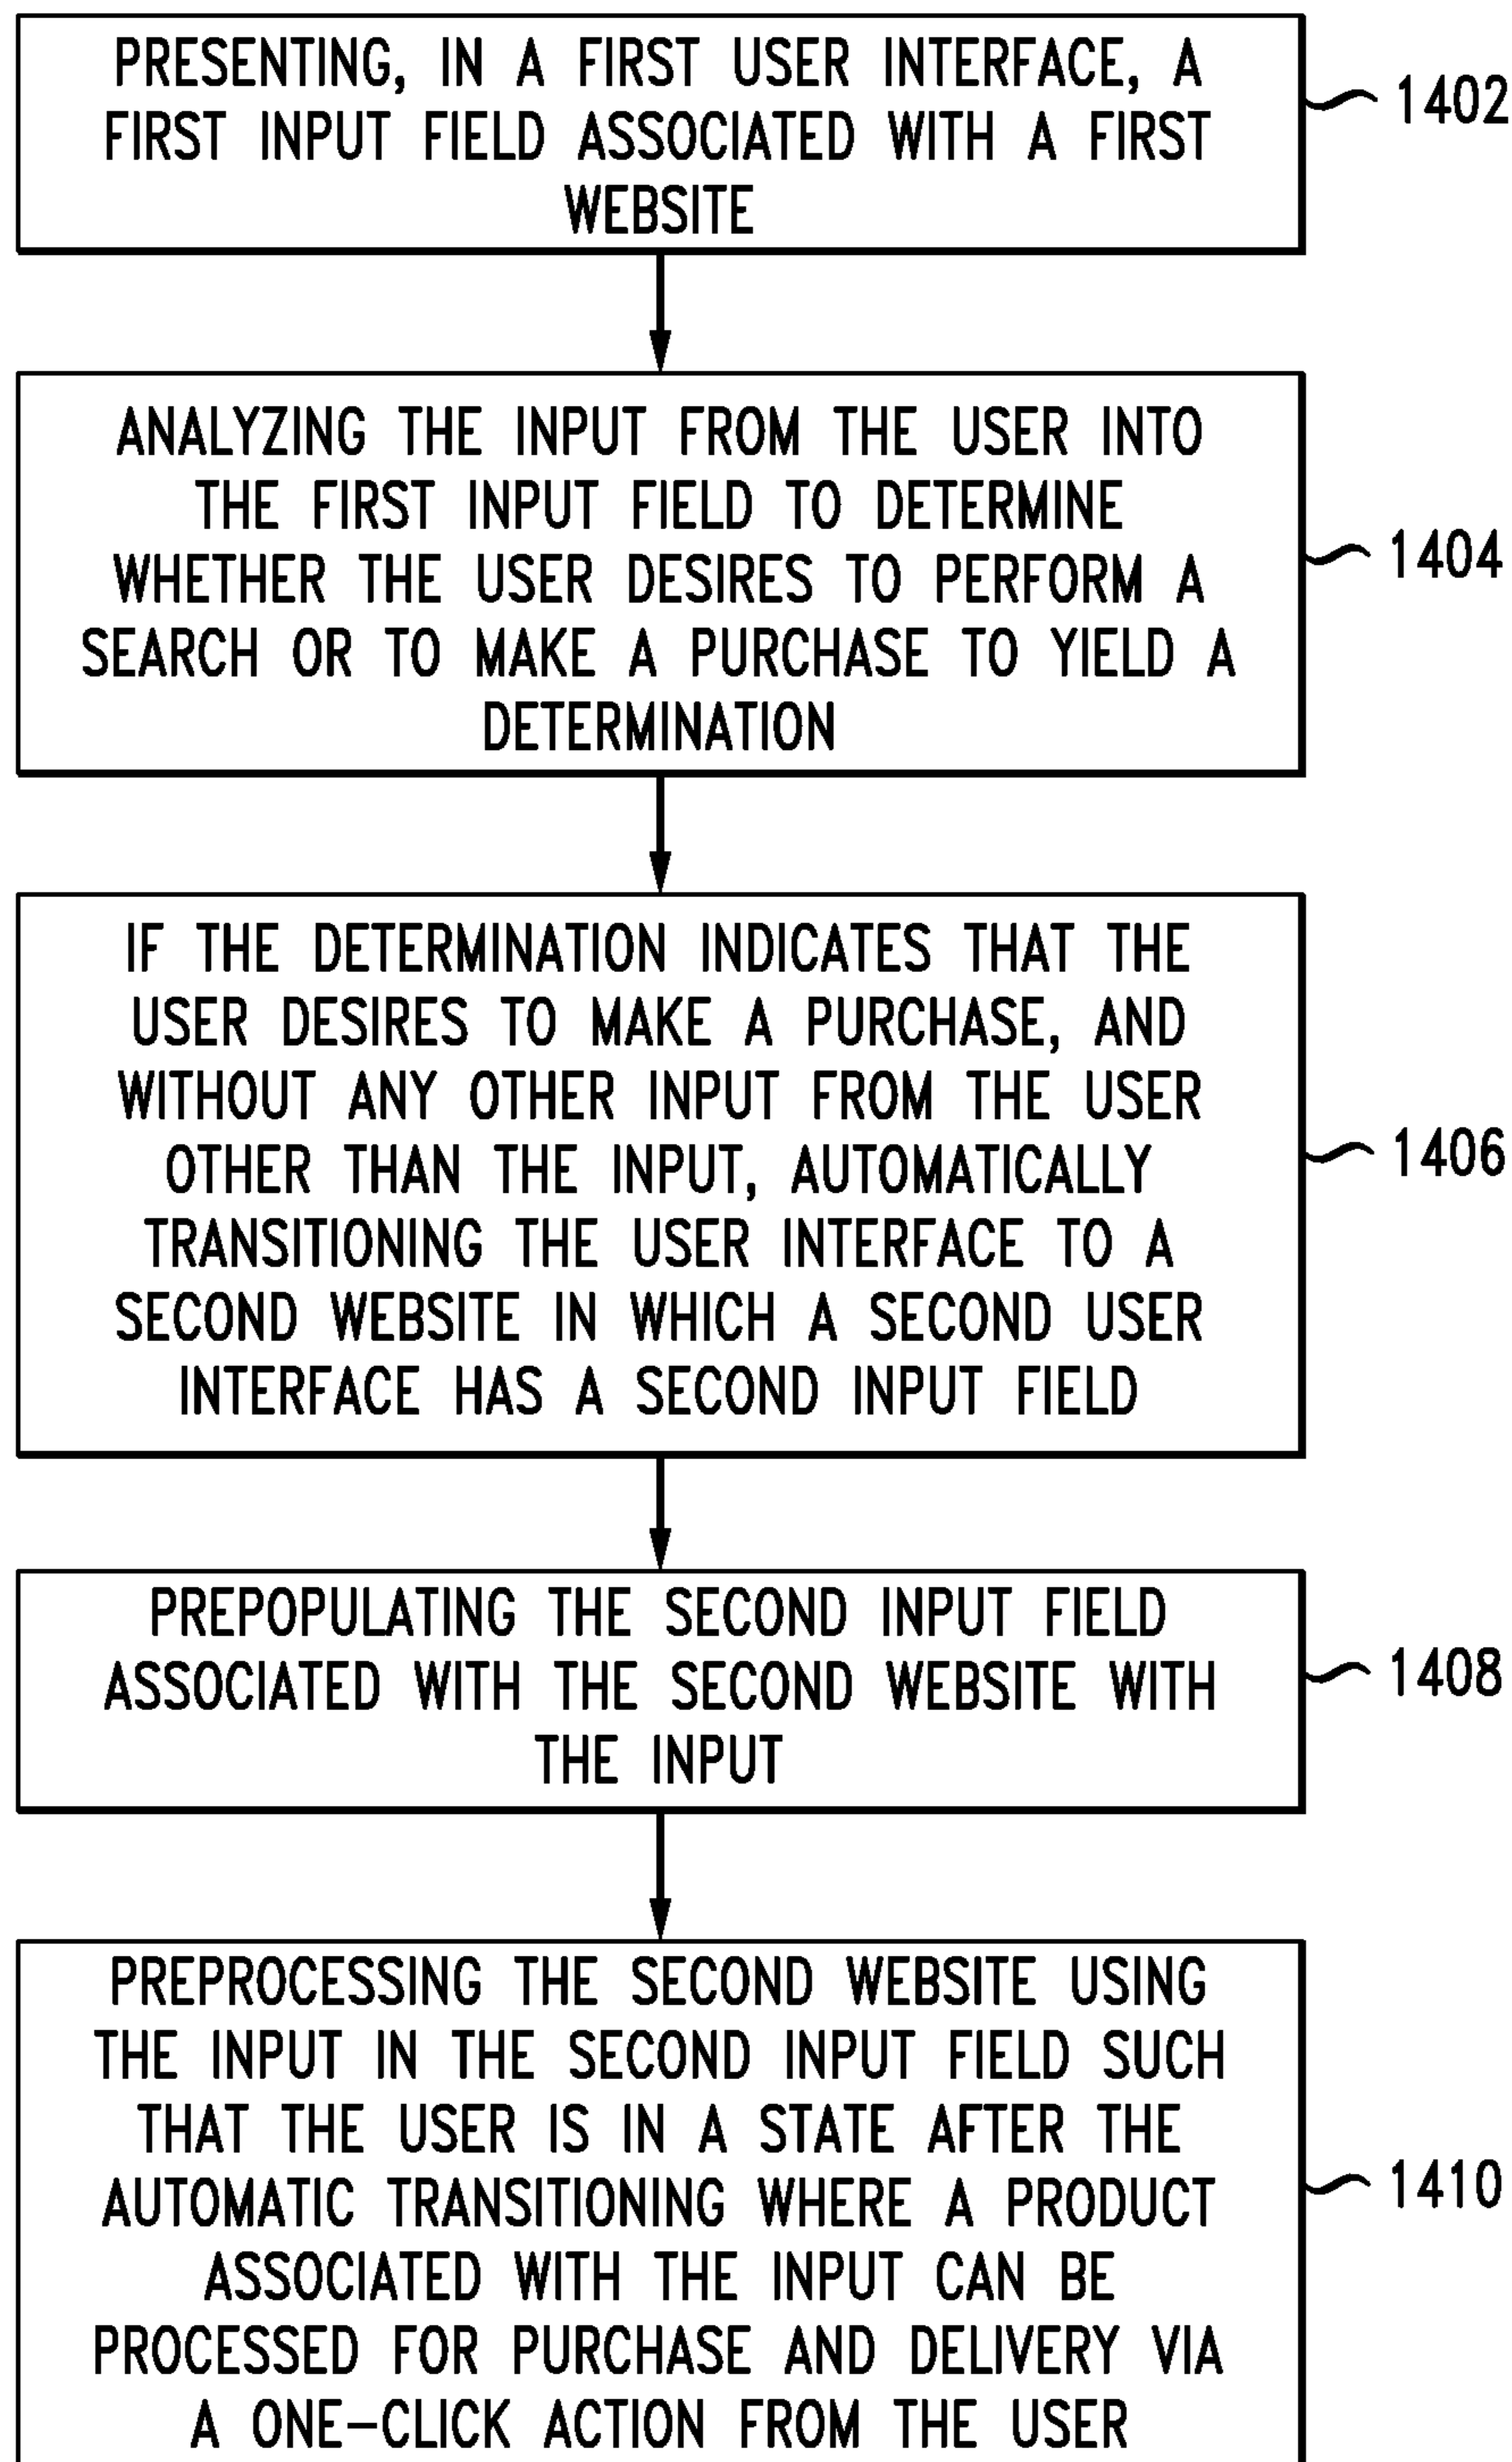 PRESENTING, IN A FIRST USER INTERFACE, A
FIRST INPUT FIELD ASSOCIATED WITH A FIRST
WEBSITE
1402
ANALYZING THE INPUT FROM THE USER INTO
THE FIRST INPUT FIELD TO DETERMINE
WHETHER THE USER DESIRES TO PERFORM A
SEARCH OR TO MAKE A PURCHASE TO YIELD A
DETERMINATION
1404
IF THE DETERMINATION INDICATES THAT THE
USER DESIRES TO MAKE A PURCHASE, AND
WITHOUT ANY OTHER INPUT FROM THE USER
OTHER THAN THE INPUT, AUTOMATICALLY
TRANSITIONING THE USER INTERFACE TO A
SECOND WEBSITE IN WHICH A SECOND USER
INTERFACE HAS A SECOND INPUT FIELD
1406
PREPOPULATING THE SECOND INPUT FIELD
ASSOCIATED WITH THE SECOND WEBSITE WITH
THE INPUT
1408
PREPROCESSING THE SECOND WEBSITE USING
THE INPUT IN THE SECOND INPUT FIELD SUCH
THAT THE USER IS IN A STATE AFTER THE
AUTOMATIC TRANSITIONING WHERE A PRODUCT
ASSOCIATED WITH THE INPUT CAN BE
PROCESSED FOR PURCHASE AND DELIVERY VIA
A ONE-CLICK ACTION FROM THE USER
1410